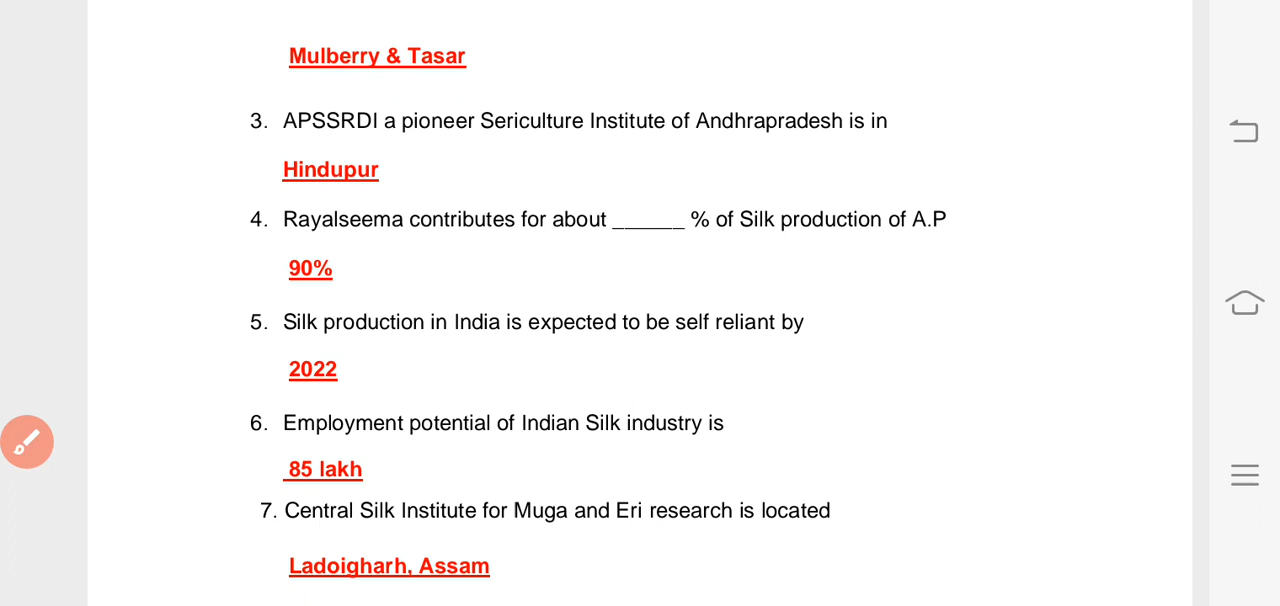 Mulberry & Tasar
3. APSSRDI a pioneer Sericulture Institute of Andhrapradesh is in
Hindupur
4. Rayalseema contributes for about ______ % of Silk production of A.P
90%
5. Silk production in India is expected to be self reliant by
2022
6. Employment potential of Indian Silk industry is
85 lakh
7. Central Silk Institute for Muga and Eri research is located
Ladoigharh, Assam